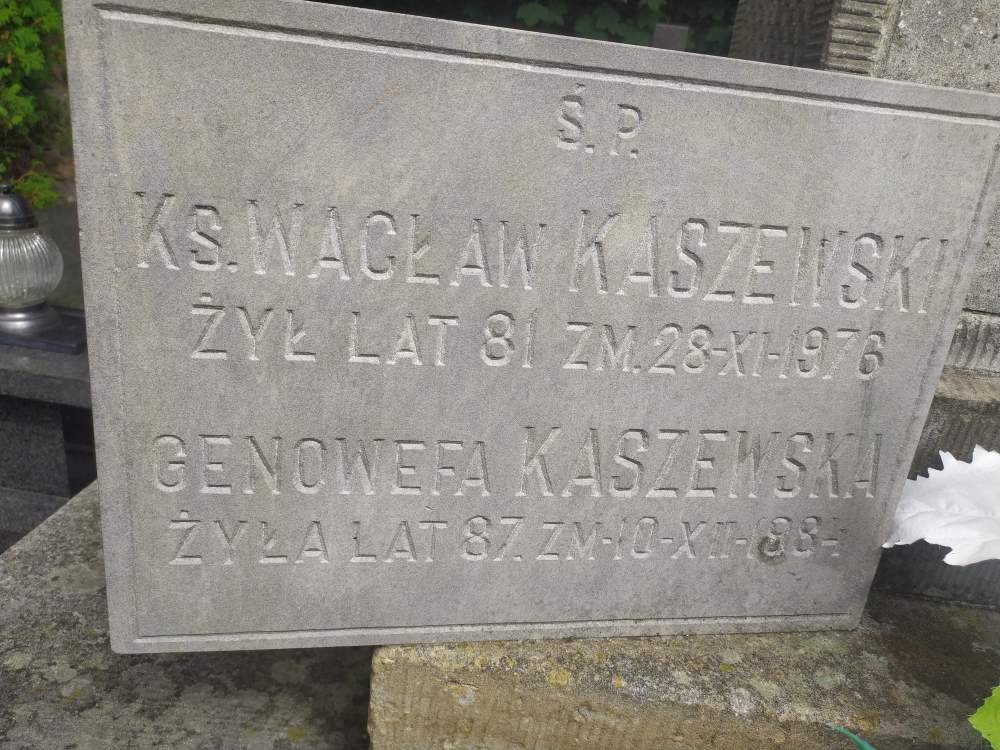 Ś.P.
KS. WACŁAW KASZEWSKI
ŻYŁ LAT 81 ZM. 28-XI-1976
GENOWEFA KASZEWSKA
ŻYŁA LAT 87. ZM-10-XII-1984